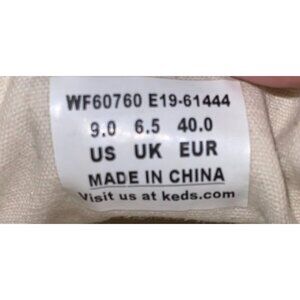 WF60760 E19-61444
9.0 6.5 40.0
US UK EUR
MADE IN CHINA
Visit us at keds.com